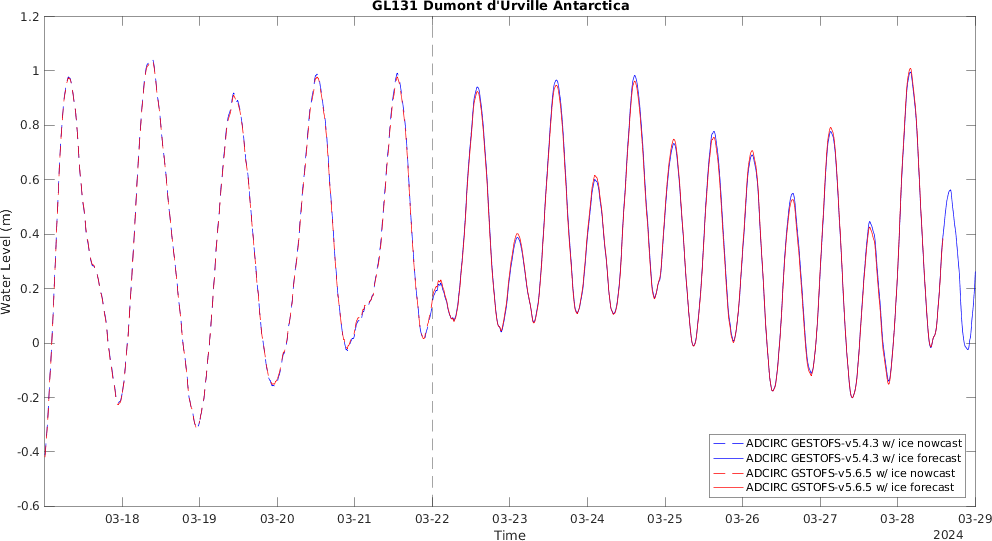 GL131 Dumont d'Urville Antarctica
1.2
1
0.8
0.6
0.4
0.2
0
-0.2
-0.4
-0.6
Water Level (m)
03-18 03-19 03-20 03-21 03-22 03-23 03-24 03-25 03-26 03-27 03-28 03-29
Time
2024
ADCIRC GESTOFS-v5.4.3 w/ ice nowcast
ADCIRC GESTOFS-v5.4.3 w/ ice forecast
ADCIRC GSTOFS-v5.6.5 w/ ice nowcast
ADCIRC GSTOFS-v5.6.5 w/ ice forecast